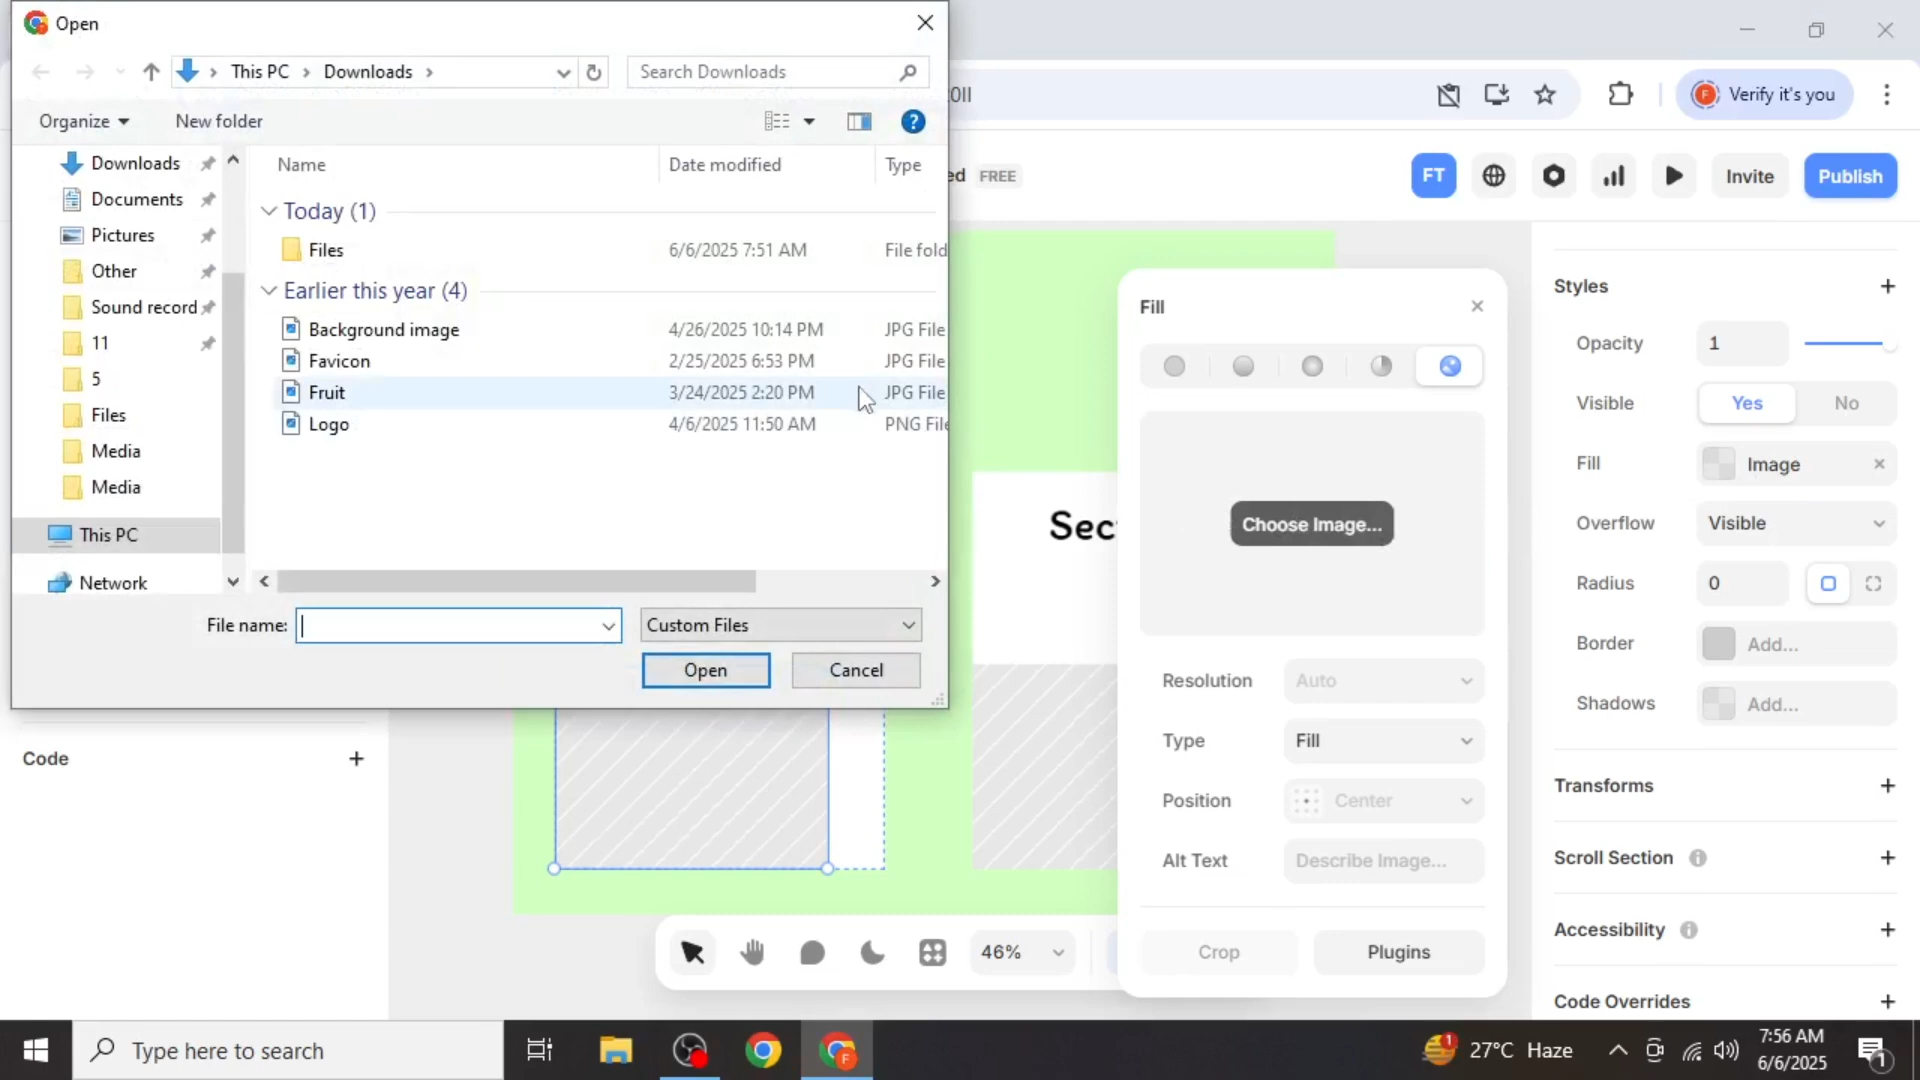 Open
This PC
Downloads
Search Downloads
Organize
New folder
?
Downloads
Documents
Pictures
Other
Sound record
11
5
Files
Media
Media
This PC
Network
Name
Date modified
Type
Today (1)
Files
6/6/2025 7:51 AM
File fold
Earlier this year (4)
Background image
4/26/2025 10:14 PM
JPG File
Favicon
2/25/2025 6:53 PM
JPG File
Fruit
3/24/2025 2:20 PM
JPG File
Logo
4/6/2025 11:50 AM
PNG File
File name:
Custom Files
Open
Cancel
F
Verify it's you
FREE
FT
Invite
Publish
Code
Fill
Choose Image...
Resolution
Auto
Type
Fill
Position
Center
Alt Text
Describe Image...
Crop
Plugins
46%
Styles
Opacity
1
Visible
Yes
No
Fill
Image
Overflow
Visible
Radius
0
Border
Add...
Shadows
Add...
Transforms
Scroll Section
Accessibility
Code Overrides
Type here to search
F
1
27°C Haze
7:56 AM
6/6/2025
1